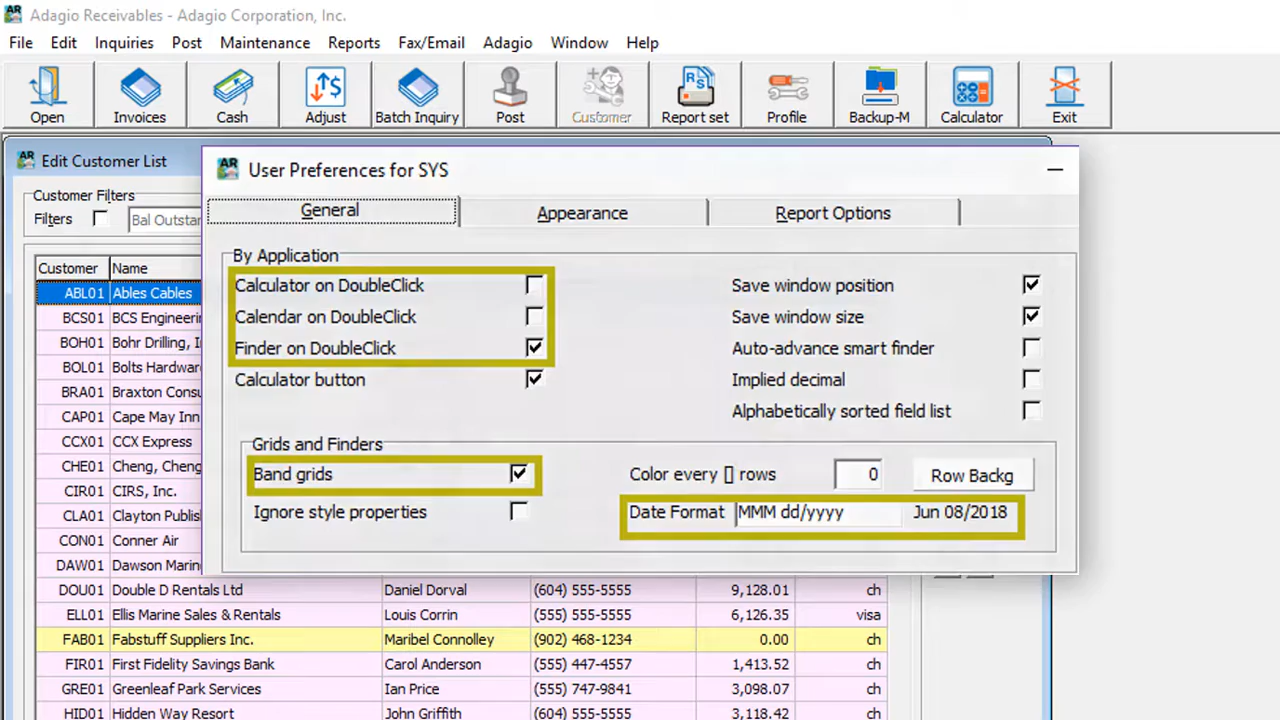 Adagio Receivables - Adagio Corporation, Inc.
File Edit Inquiries Post Maintenance Reports Fax/Email Adagio Window Help
Open Invoices Cash Adjust Batch Inquiry Post Customer Report set Profile Backup-M Calculator Exit
AR Edit Customer List
AR User Preferences for SYS
Customer Filters
Filters Bal Outstar
General Appearance Report Options
By Application
Customer Name
Calculator on DoubleClick Save window position
ABL01 Ables Cables
Calendar on DoubleClick Save window size
BCS01 BCS Engineerin
Finder on DoubleClick Auto-advance smart finder
BOH01 Bohr Drilling, I
BOL01 Bolts Hardwar
Calculator button Implied decimal
BRA01 Braxton Consu
Alphabetically sorted field list
CAP01 Cape May Inn
CCX01 CCX Express
Grids and Finders
CHE01 Cheng, Cheng
Band grids Color every [] rows 0 Row Backg
CIR01 CIRS, Inc.
Ignore style properties Date Format MMM dd/yyyy Jun 08/2018
CLA01 Clayton Publis
CON01 Conner Air
DAW01 Dawson Marin
DOU01 Double D Rentals Ltd Daniel Dorval (604) 555-5555 9,128.01 ch
ELL01 Ellis Marine Sales & Rentals Louis Corrin (604) 555-5555 6,126.35 visa
FAB01 Fabstuff Suppliers Inc. Maribel Connolley (902) 468-1234 0.00 ch
FIR01 First Fidelity Savings Bank Carol Anderson (555) 447-4557 1,413.52 ch
GRE01 Greenleaf Park Services Ian Price (555) 747-9841 3,098.07 ch
HID01 Hidden Way Resort John Griffith (604) 555-5555 3,118.42 ch